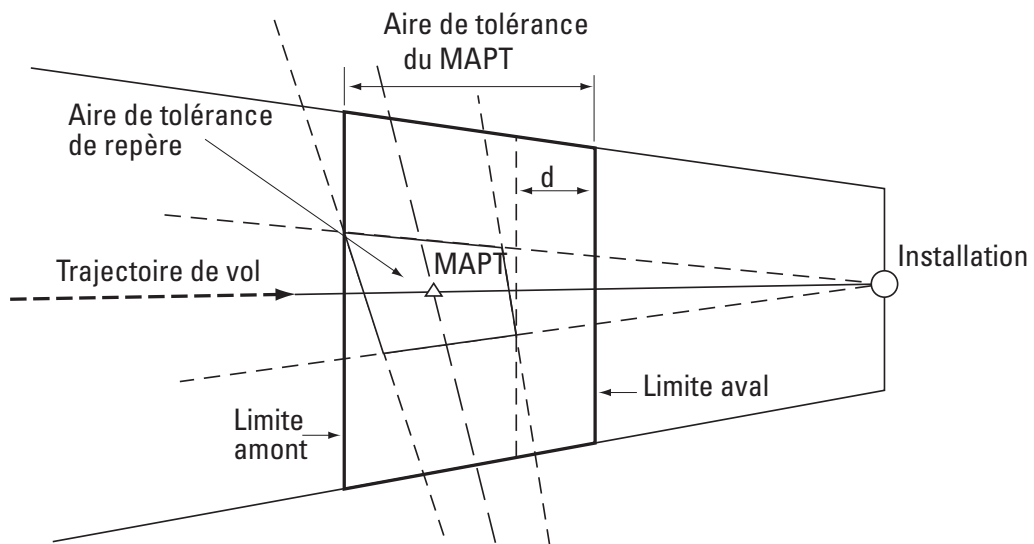 Aire de tolérance
du MAPT
Aire de tolérance
de repère
d
Trajectoire de vol
MAPT
Installation
Limite aval
Limite
amont